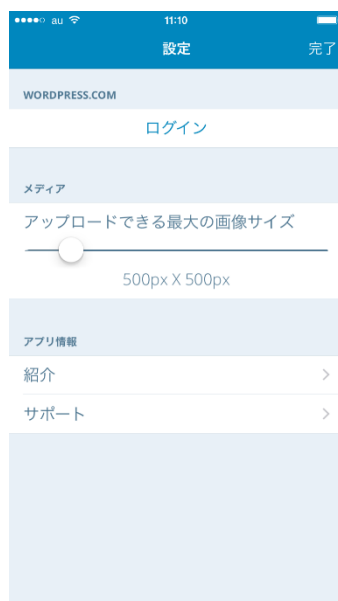 au 11:10
設定 完了
WORDPRESS.COM
ログイン
メディア
アップロードできる最大の画像サイズ
500px X 500px
アプリ情報
紹介
サポート